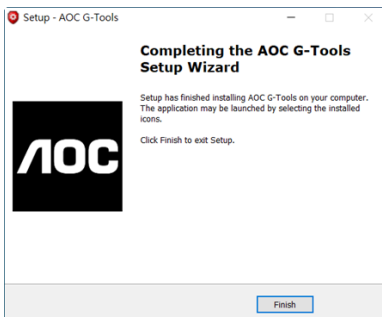 Setup - AOC G-Tools
Completing the AOC G-Tools
Setup Wizard
Setup has finished installing AOC G-Tools on your computer.
The application may be launched by selecting the installed
icons.
Click Finish to exit Setup.
AOC
Finish